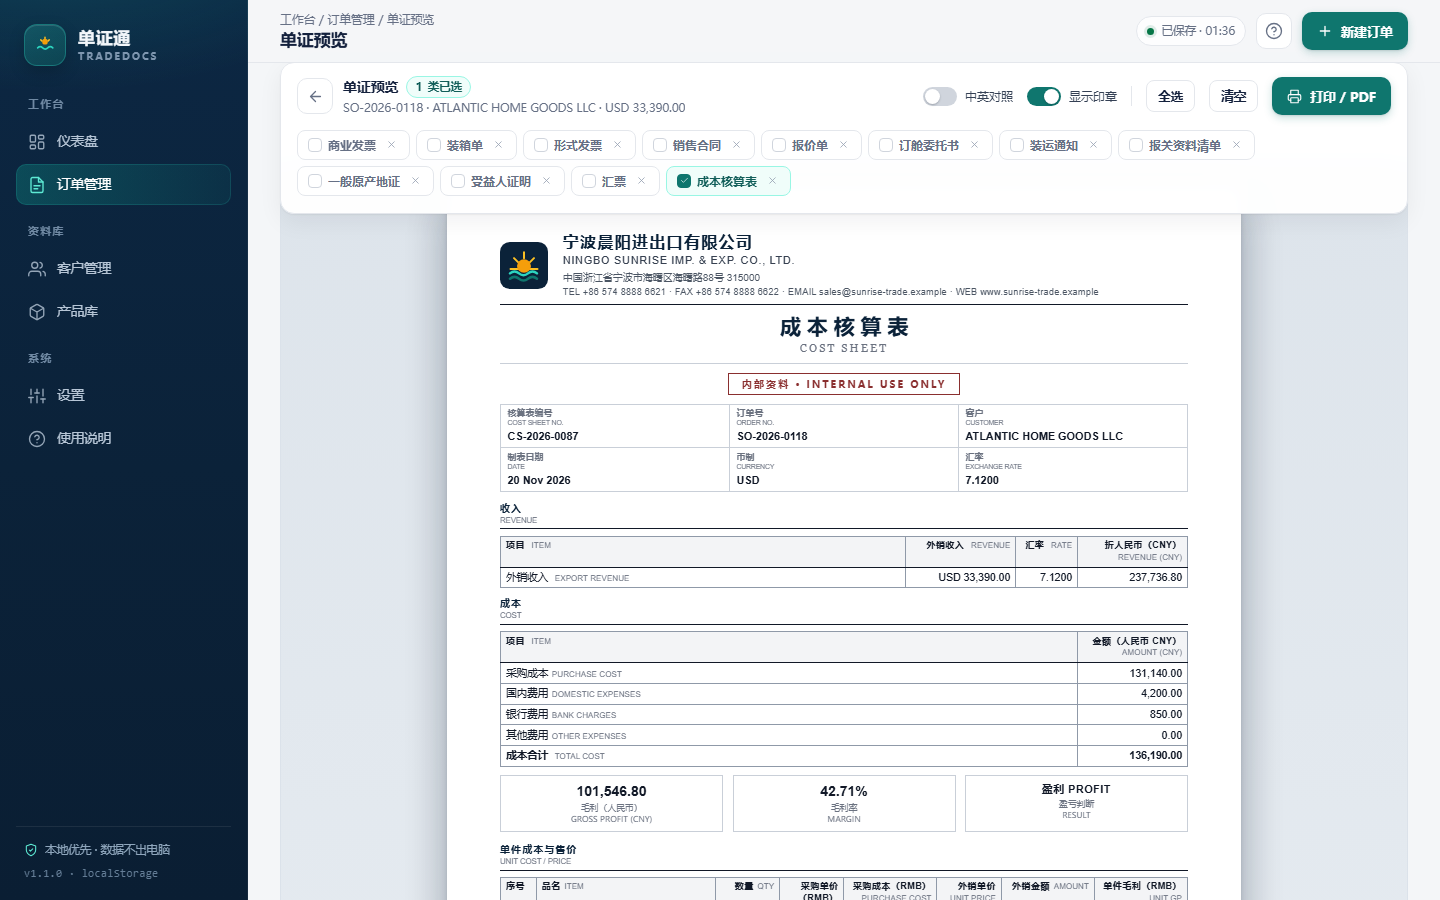 单证通
TRADEDOCS
工作台
仪表盘
订单管理
资料库
客户管理
产品库
系统
设置
使用说明
本地优先 · 数据不出电脑
v1.1.0 · localStorage
工作台 / 订单管理 / 单证预览
单证预览
已保存 · 01:36
新建订单
单证预览 1 类已选
SO-2026-0118 · ATLANTIC HOME GOODS LLC · USD 33,390.00
中英对照 显示印章 全选 清空 打印 / PDF
商业发票 × 装箱单 × 形式发票 × 销售合同 × 报价单 × 订舱委托书 × 装运通知 × 报关资料清单 ×
一般原产地证 × 受益人证明 × 汇票 × 成本核算表 ×
宁波晨阳进出口有限公司
NINGBO SUNRISE IMP. & EXP. CO., LTD.
中国浙江省宁波市海曙区海曙路88号 315000
TEL +86 574 8888 6621 · FAX +86 574 8888 6622 · EMAIL sales@sunrise-trade.example · WEB www.sunrise-trade.example
成本核算表
COST SHEET
内部资料 • INTERNAL USE ONLY
核算表编号 订单号 客户
COST SHEET NO. ORDER NO. CUSTOMER
CS-2026-0087 SO-2026-0118 ATLANTIC HOME GOODS LLC
制表日期 币制 汇率
DATE CURRENCY EXCHANGE RATE
20 Nov 2026 USD 7.1200
收入
REVENUE
项目 ITEM 外销收入 REVENUE 汇率 RATE 折人民币（CNY）
REVENUE (CNY)
外销收入 EXPORT REVENUE USD 33,390.00 7.1200 237,736.80
成本
COST
项目 ITEM 金额（人民币 CNY）
AMOUNT (CNY)
采购成本 PURCHASE COST 131,140.00
国内费用 DOMESTIC EXPENSES 4,200.00
银行费用 BANK CHARGES 850.00
其他费用 OTHER EXPENSES 0.00
成本合计 TOTAL COST 136,190.00
101,546.80 42.71% 盈利 PROFIT
毛利（人民币） 毛利率 盈亏判断
GROSS PROFIT (CNY) MARGIN RESULT
单件成本与售价
UNIT COST / PRICE
序号 品名 ITEM 数量 QTY 采购单价 采购成本（RMB） 外销单价 外销金额 AMOUNT 单件毛利（RMB）
(RMB) PURCHASE COST UNIT PRICE UNIT GP